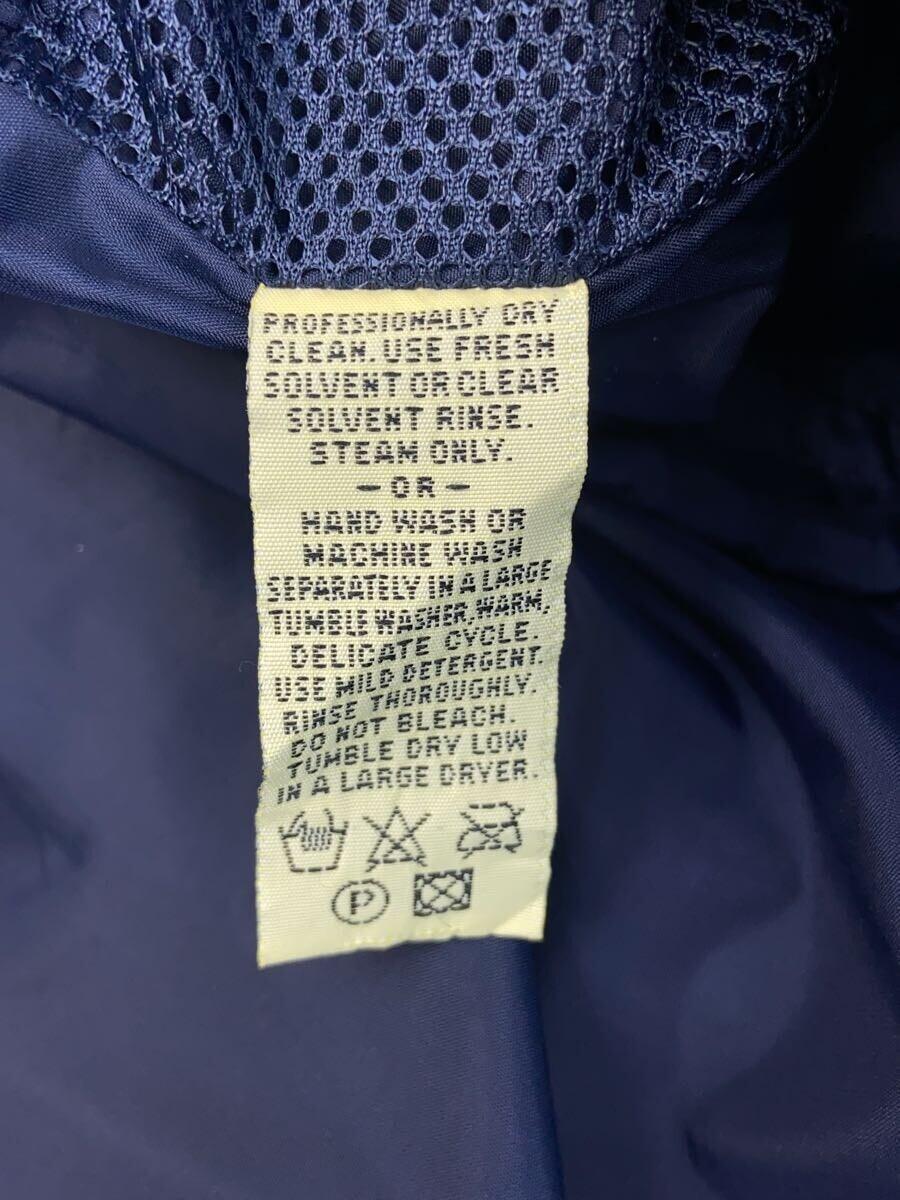 PROFESSIONALLY DRY
CLEAN. USE FRESH
SOLVENT OR CLEAR
SOLVENT RINSE.
STEAM ONLY.
-OR-
HAND WASH OR
MACHINE WASH
SEPARATELY IN A LARGE
TUMBLE WASHER, WARM,
DELICATE CYCLE.
USE MILD DETERGENT.
RINSE THOROUGHLY.
DO NOT BLEACH.
TUMBLE DRY LOW
IN A LARGE DRYER.
P